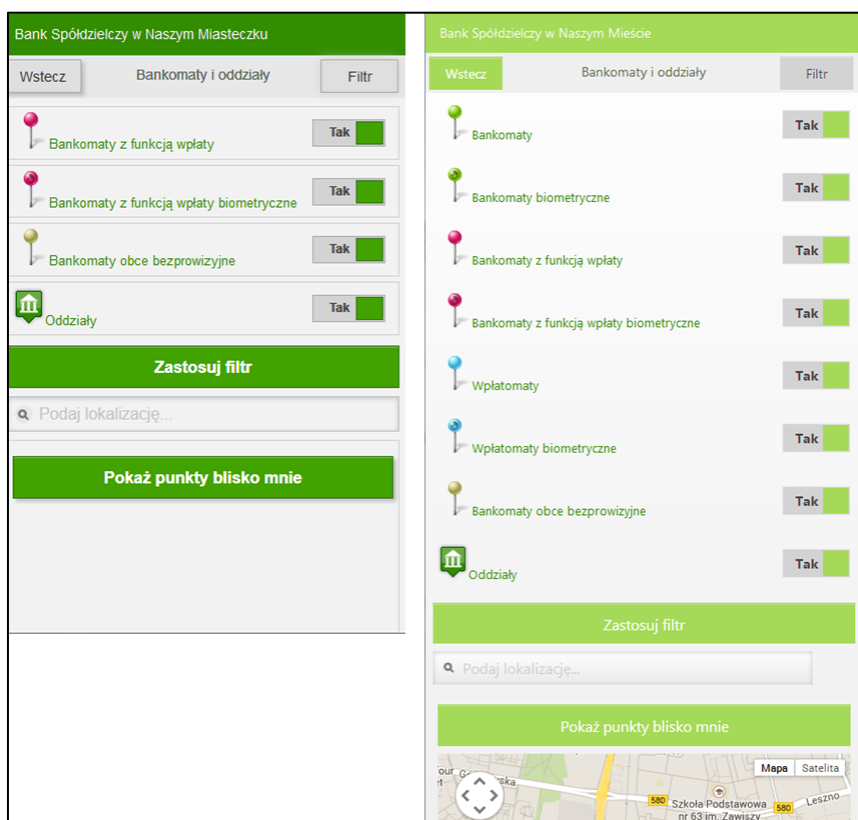 Bank Spółdzielczy w Naszym Miasteczku
Wstecz
Bankomaty i oddziały
Filtr
Bankomaty z funkcją wpłaty
Tak
Bankomaty z funkcją wpłaty biometryczne
Tak
Bankomaty obce bezprowizyjne
Tak
Oddziały
Tak
Zastosuj filtr
Podaj lokalizację...
Pokaż punkty blisko mnie
Bank Spółdzielczy w Naszym Mieście
Wstecz
Bankomaty i oddziały
Filtr
Bankomaty
Tak
Bankomaty biometryczne
Tak
Bankomaty z funkcją wpłaty
Tak
Bankomaty z funkcją wpłaty biometryczne
Tak
Wpłatomaty
Tak
Wpłatomaty biometryczne
Tak
Bankomaty obce bezprowizyjne
Tak
Oddziały
Tak
Zastosuj filtr
Podaj lokalizację...
Pokaż punkty blisko mnie
Mapa
Satelita
580
Szkoła Podstawowa
nr 63 im. Zawiszy
580
Leszno